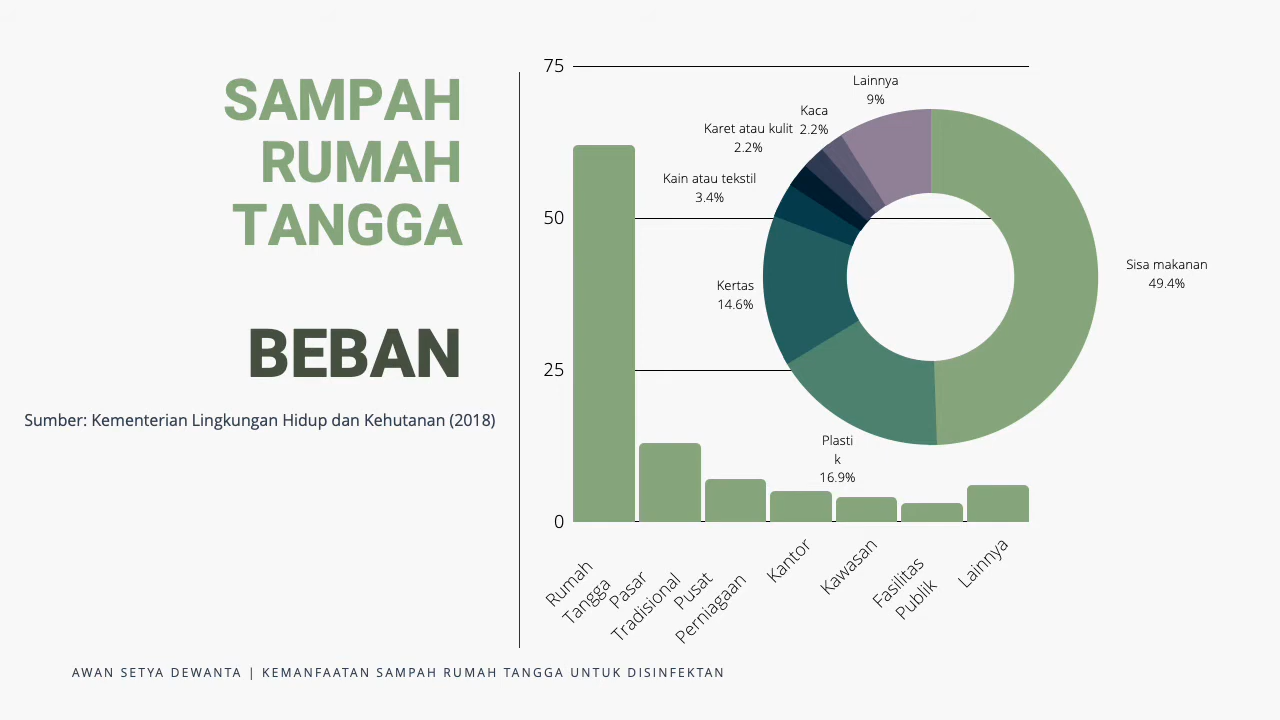 SAMPAH
RUMAH
TANGGA
BEBAN
Sumber: Kementerian Lingkungan Hidup dan Kehutanan (2018)
75
50
25
0
Lainnya
9%
Kaca
2.2%
Karet atau kulit
2.2%
Kain atau tekstil
3.4%
Kertas
14.6%
Plasti
k
16.9%
Sisa makanan
49.4%
Rumah
Tangga
Pasar
Tradisional
Pusat
Perniagaan
Kantor
Kawasan
Fasilitas
Publik
Lainnya
AWAN SETYA DEWANTA | KEMANFAATAN SAMPAH RUMAH TANGGA UNTUK DISINFEKTAN